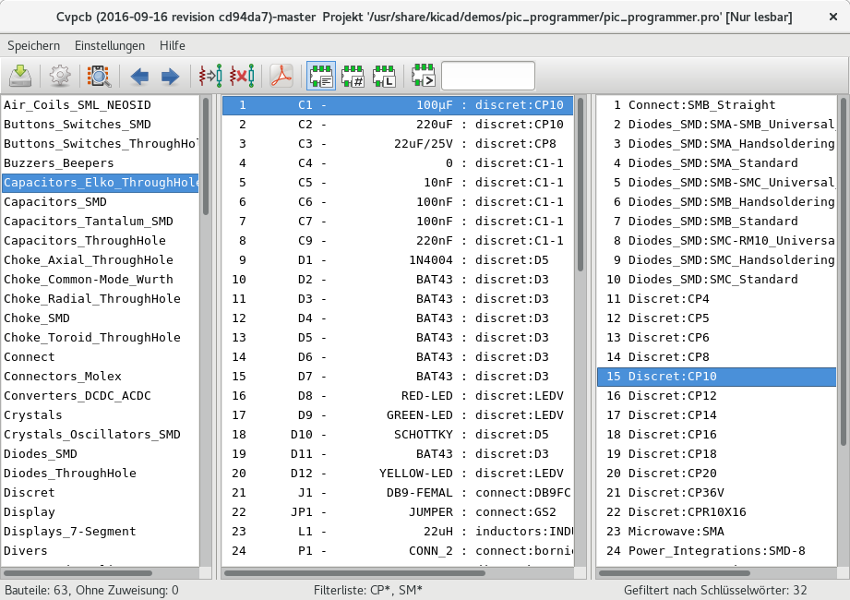 Cvpcb (2016-09-16 revision cd94da7)-master  Projekt '/usr/share/kicad/demos/pic_programmer/pic_programmer.pro' [Nur lesbar]
Speichern Einstellungen Hilfe
Air_Coils_SML_NEOSID
Buttons_Switches_SMD
Buttons_Switches_ThroughHo
Buzzers_Beepers
Capacitors_Elko_ThroughHole
Capacitors_SMD
Capacitors_Tantalum_SMD
Capacitors_ThroughHole
Choke_Axial_ThroughHole
Choke_Common-Mode_Wurth
Choke_Radial_ThroughHole
Choke_SMD
Choke_Toroid_ThroughHole
Connect
Connectors_Molex
Converters_DCDC_ACDC
Crystals
Crystals_Oscillators_SMD
Diodes_SMD
Diodes_ThroughHole
Discret
Display
Displays_7-Segment
Divers
1 C1 - 100µF : discret:CP10
2 C2 - 220uF : discret:CP10
3 C3 - 22uF/25V : discret:CP8
4 C4 - 0 : discret:C1-1
5 C5 - 10nF : discret:C1-1
6 C6 - 100nF : discret:C1-1
7 C7 - 100nF : discret:C1-1
8 C9 - 220nF : discret:C1-1
9 D1 - 1N4004 : discret:D5
10 D2 - BAT43 : discret:D3
11 D3 - BAT43 : discret:D3
12 D4 - BAT43 : discret:D3
13 D5 - BAT43 : discret:D3
14 D6 - BAT43 : discret:D3
15 D7 - BAT43 : discret:D3
16 D8 - RED-LED : discret:LEDV
17 D9 - GREEN-LED : discret:LEDV
18 D10 - SCHOTTKY : discret:D5
19 D11 - BAT43 : discret:D3
20 D12 - YELLOW-LED : discret:LEDV
21 J1 - DB9-FEMAL : connect:DB9FC
22 JP1 - JUMPER : connect:GS2
23 L1 - 22uH : inductors:INDU
24 P1 - CONN_2 : connect:bornie
1 Connect:SMB_Straight
2 Diodes_SMD:SMA-SMB_Universal_
3 Diodes_SMD:SMA_Handsoldering
4 Diodes_SMD:SMA_Standard
5 Diodes_SMD:SMB-SMC_Universal_
6 Diodes_SMD:SMB_Handsoldering
7 Diodes_SMD:SMB_Standard
8 Diodes_SMD:SMC-RM10_Universa
9 Diodes_SMD:SMC_Handsoldering
10 Diodes_SMD:SMC_Standard
11 Discret:CP4
12 Discret:CP5
13 Discret:CP6
14 Discret:CP8
15 Discret:CP10
16 Discret:CP12
17 Discret:CP14
18 Discret:CP16
19 Discret:CP18
20 Discret:CP20
21 Discret:CP36V
22 Discret:CPR10X16
23 Microwave:SMA
24 Power_Integrations:SMD-8
Bauteile: 63, Ohne Zuweisung: 0
Filterliste: CP*, SM*
Gefiltert nach Schlüsselwörter: 32